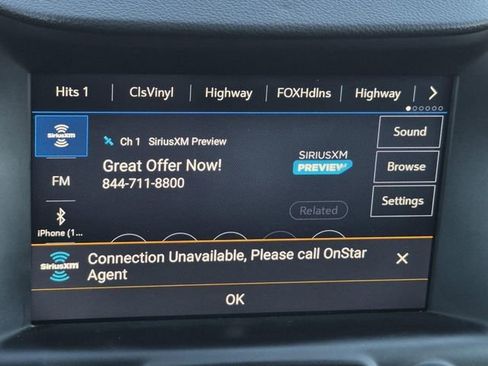 Hits 1 ClsVinyl Highway FOXHdlns Highway
SiriusXM
Ch 1 SiriusXM Preview
Great Offer Now!
844-711-8800
SIRIUSXM
PREVIEW
Sound
FM
Browse
Settings
Related
iPhone (1...
SiriusXM
Connection Unavailable, Please call OnStar
Agent
OK